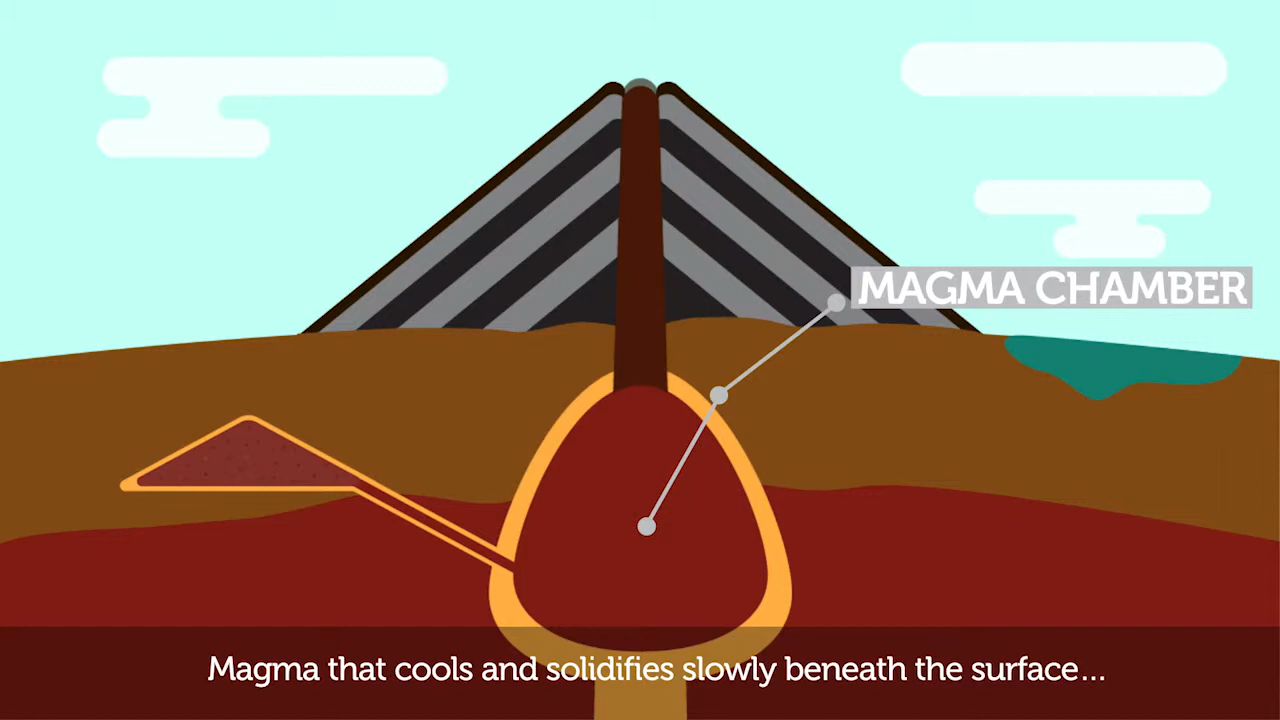 MAGMA CHAMBER
Magma that cools and solidifies slowly beneath the surface...